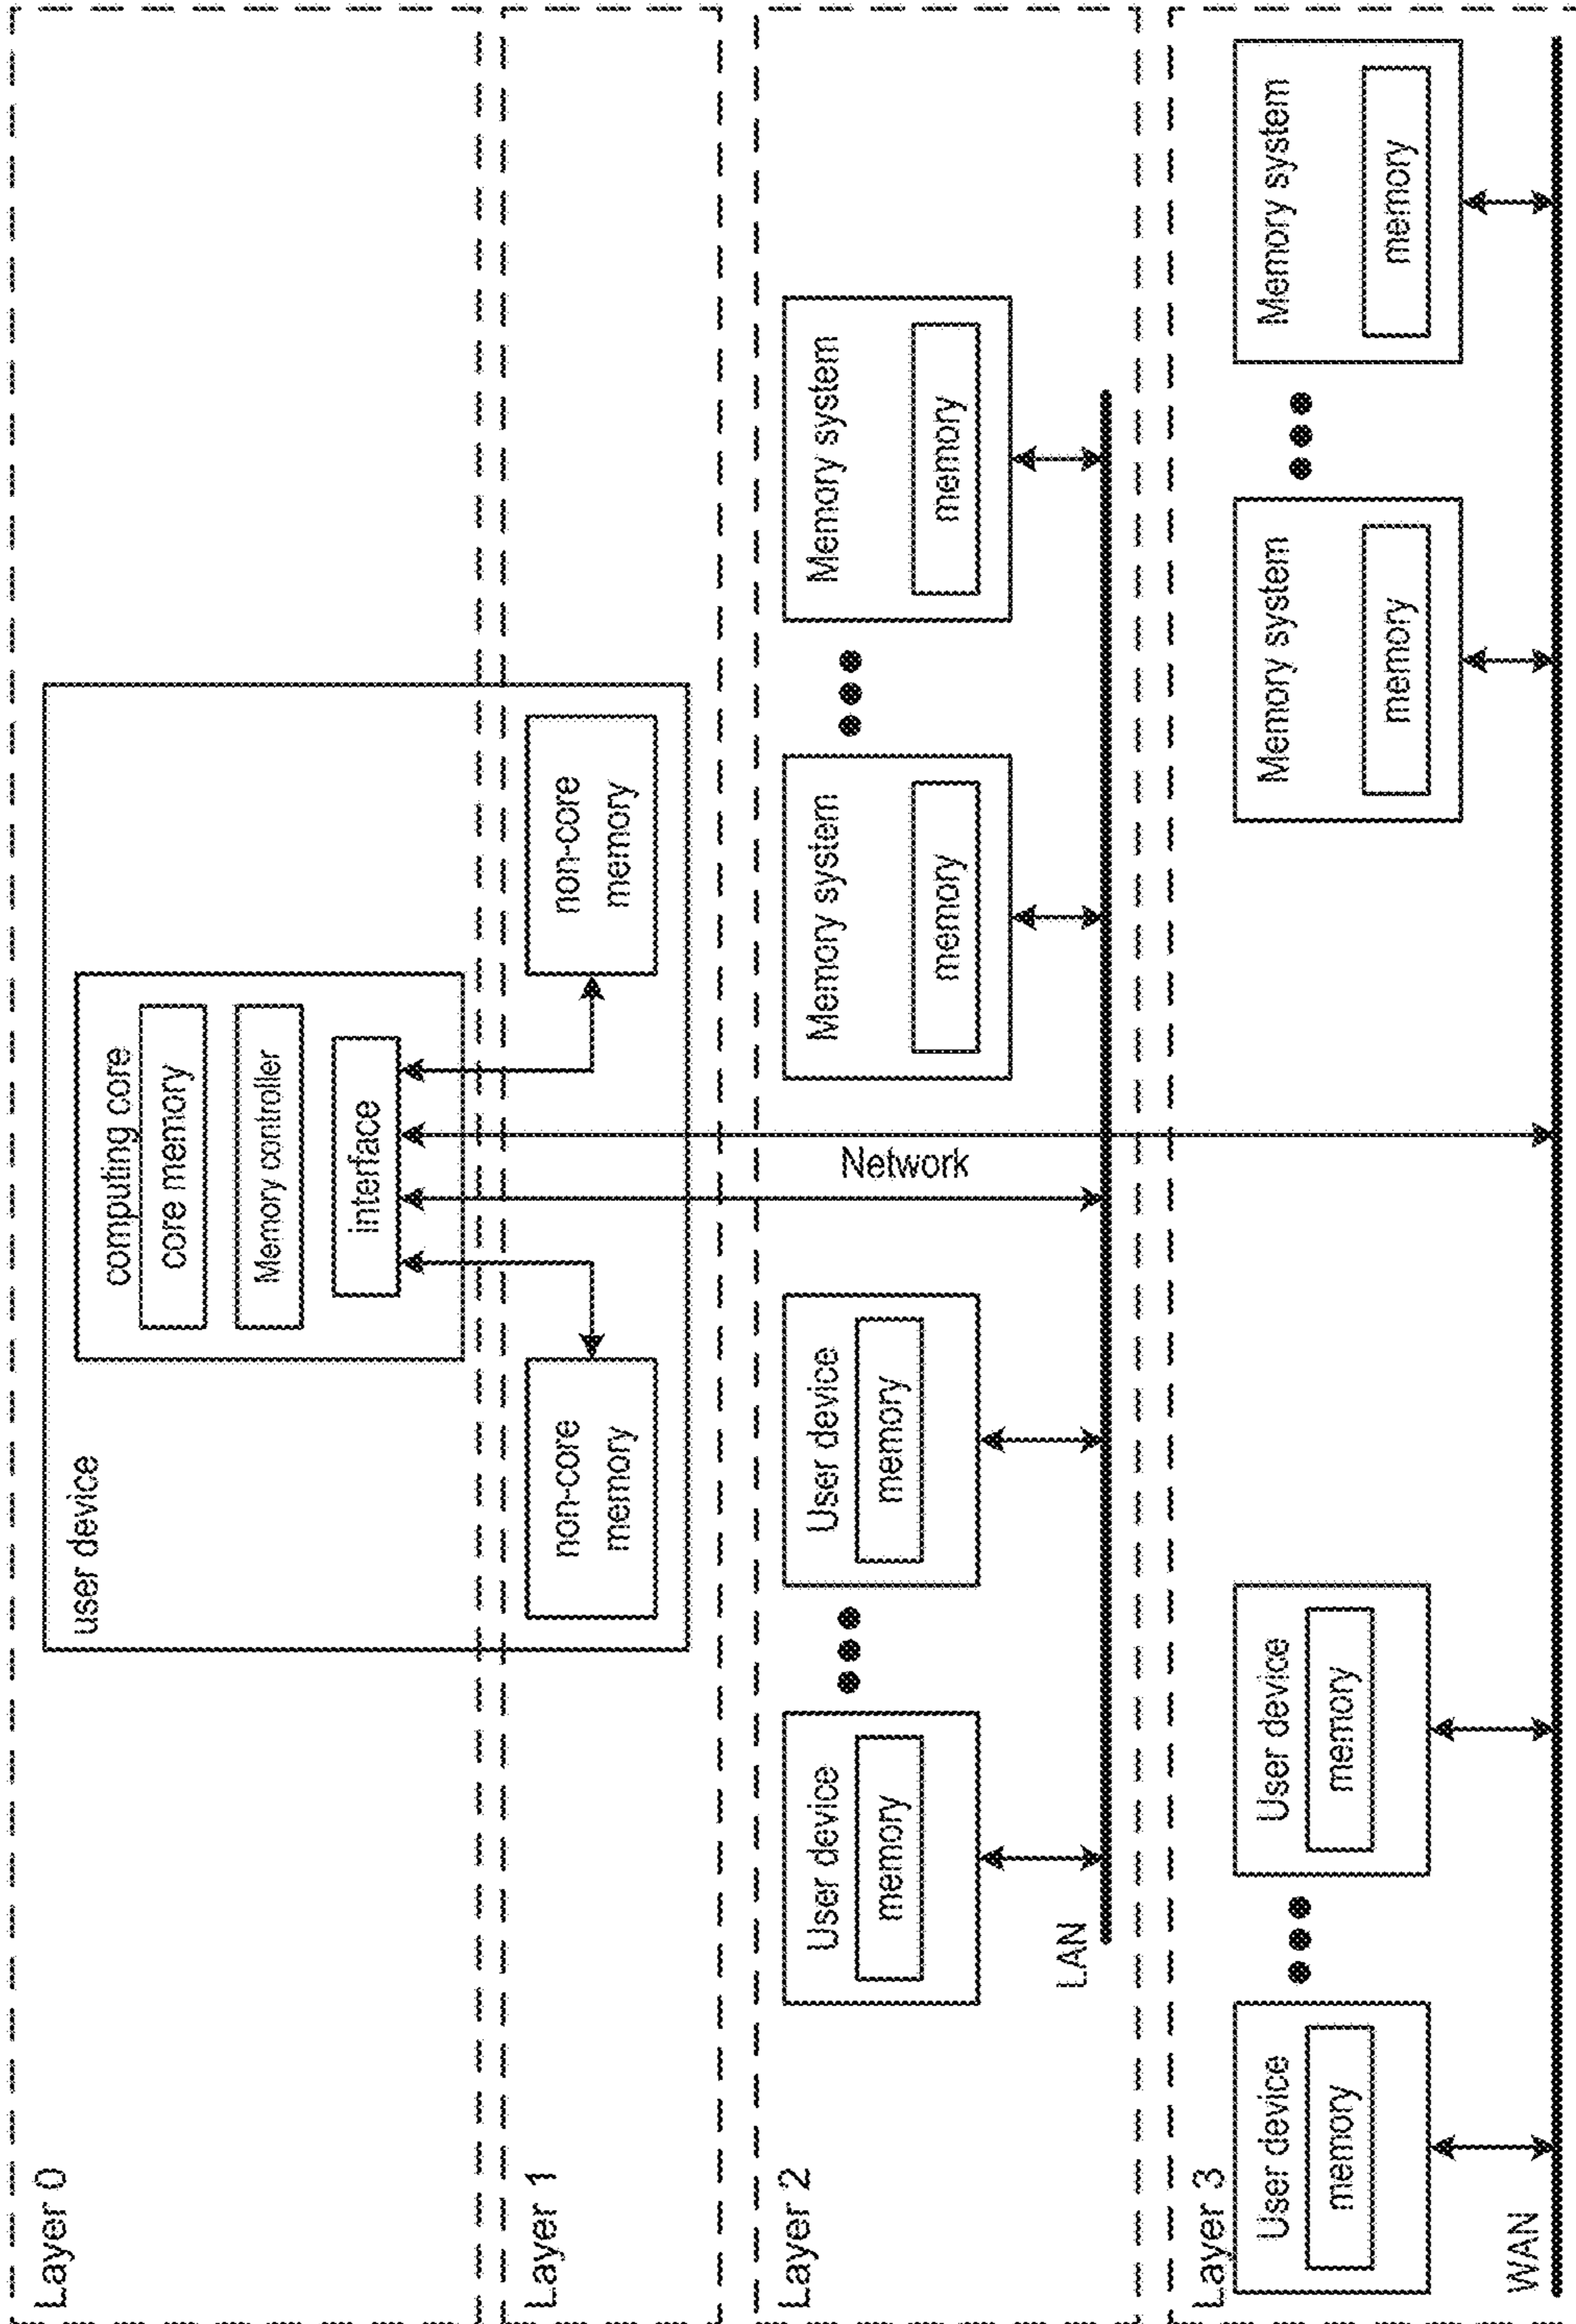 Layer 0
user device
computing core
core memory
Memory controller
interface
Layer 1
non-core
memory
non-core
memory
Layer 2
User device
memory
User device
memory
Network
Memory system
memory
Memory system
memory
LAN
Layer 3
User device
memory
User device
memory
Memory system
memory
Memory system
memory
WAN